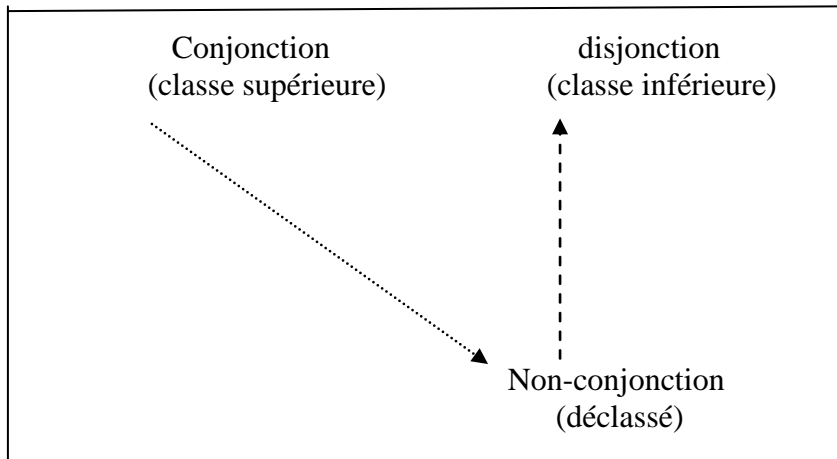 Conjonction
(classe supérieure)
disjonction
(classe inférieure)
Non-conjonction
(déclassé)